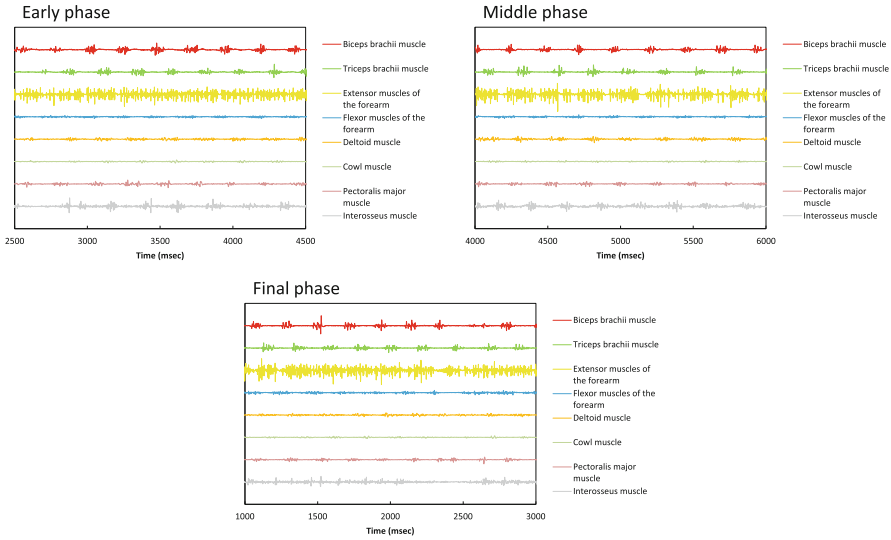 Early phase
Biceps brachii muscle
Triceps brachii muscle
Extensor muscles of
the forearm
Flexor muscles of the
forearm
Deltoid muscle
Cowl muscle
Pectoralis major
muscle
Interosseus muscle
2500 3000 3500 4000 4500
Time (msec)
Middle phase
Biceps brachii muscle
Triceps brachii muscle
Extensor muscles of
the forearm
Flexor muscles of the
forearm
Deltoid muscle
Cowl muscle
Pectoralis major
muscle
Interosseus muscle
4000 4500 5000 5500 6000
Time (msec)
Final phase
Biceps brachii muscle
Triceps brachii muscle
Extensor muscles of
the forearm
Flexor muscles of the
forearm
Deltoid muscle
Cowl muscle
Pectoralis major
muscle
Interosseus muscle
1000 1500 2000 2500 3000
Time (msec)